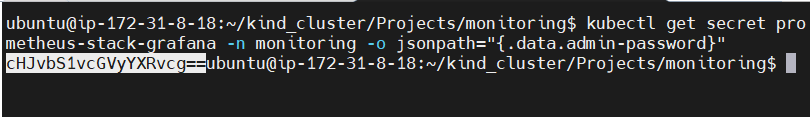 ubuntu@ip-172-31-8-18:~/kind_cluster/Projects/monitoring$ kubectl get secret pro
metheus-stack-grafana -n monitoring -o jsonpath="{.data.admin-password}"
cHJvbS1vcGVyYXRvcg==ubuntu@ip-172-31-8-18:~/kind_cluster/Projects/monitoring$